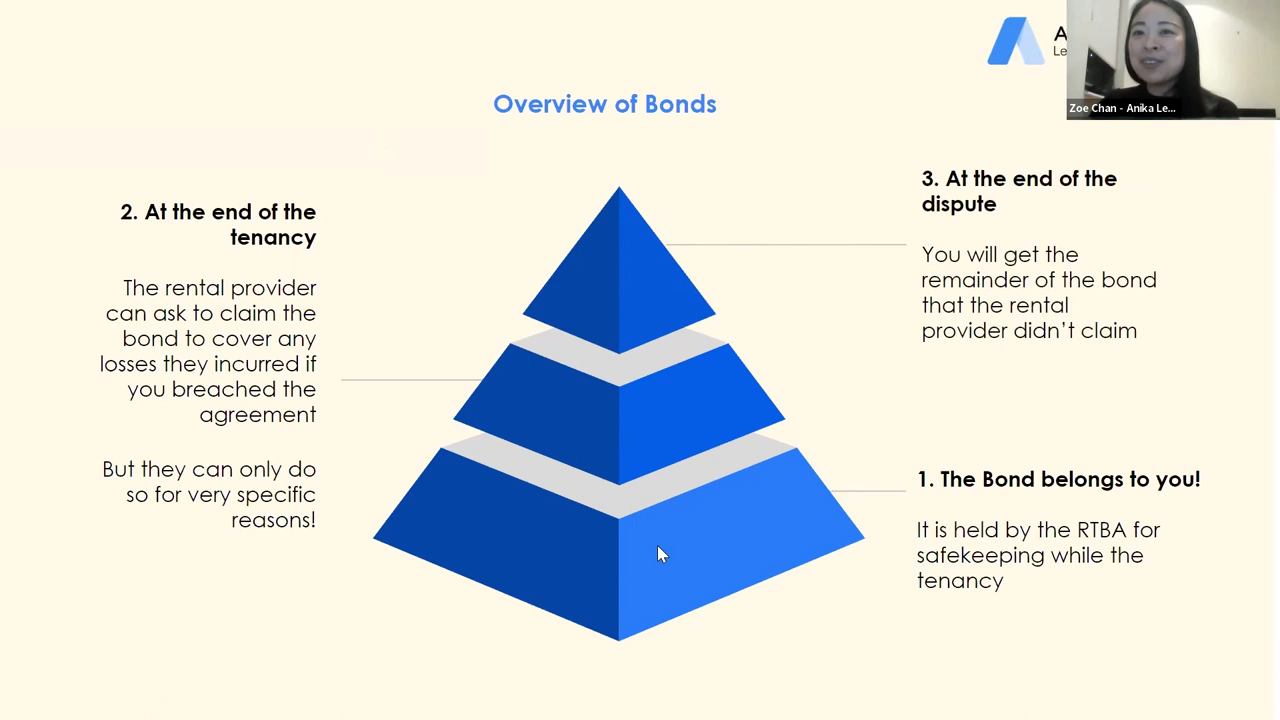 A
Le
Zoe Chan - Anika Le...
Overview of Bonds
2. At the end of the
tenancy
The rental provider
can ask to claim the
bond to cover any
losses they incurred if
you breached the
agreement
But they can only do
so for very specific
reasons!
3. At the end of the
dispute
You will get the
remainder of the bond
that the rental
provider didn’t claim
1. The Bond belongs to you!
It is held by the RTBA for
safekeeping while the
tenancy